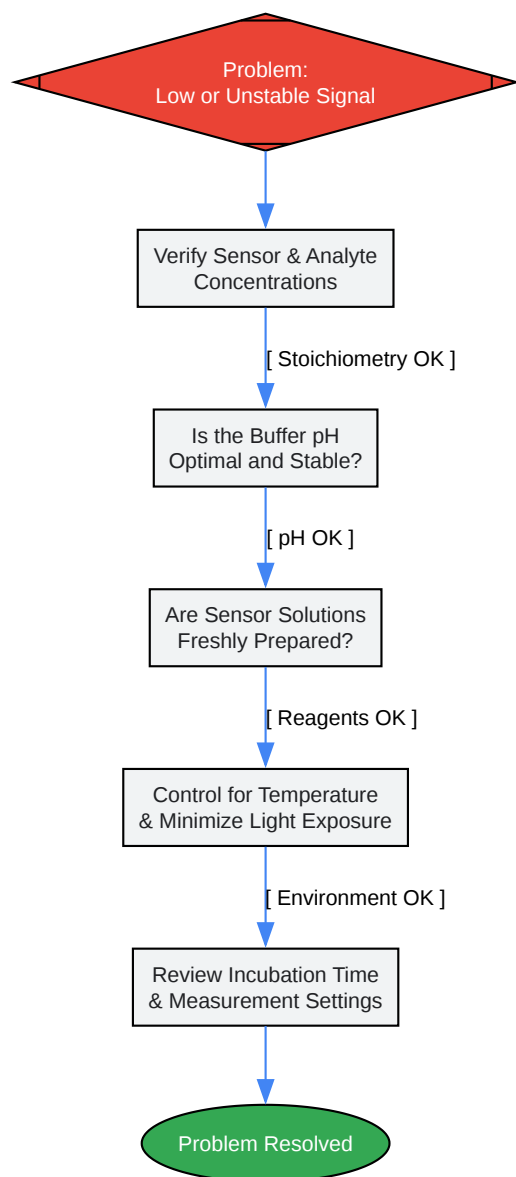 Problem:
Low or Unstable Signal
Verify Sensor & Analyte
Concentrations
[ Stoichiometry OK ]
Is the Buffer pH
Optimal and Stable?
[ pH OK ]
Are Sensor Solutions
Freshly Prepared?
[ Reagents OK ]
Control for Temperature
& Minimize Light Exposure
[ Environment OK ]
Review Incubation Time
& Measurement Settings
Problem Resolved